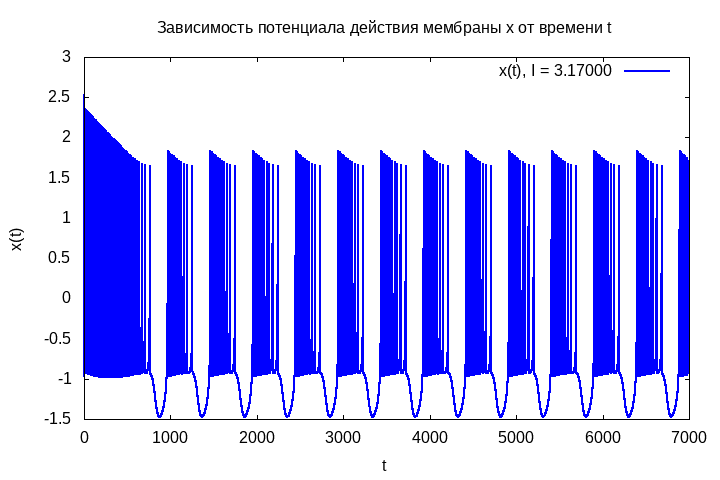 Зависимость потенциала действия мембраны x от времени t
x(t), I = 3.17000
3
2.5
2
1.5
1
0.5
0
-0.5
-1
-1.5
x(t)
0 1000 2000 3000 4000 5000 6000 7000
t